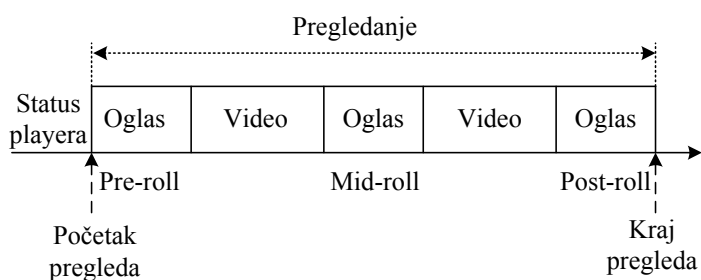 Pregledanje
Status
playera
Oglas
Video
Oglas
Video
Oglas
Pre-roll
Mid-roll
Post-roll
Početak
pregleda
Kraj
pregleda